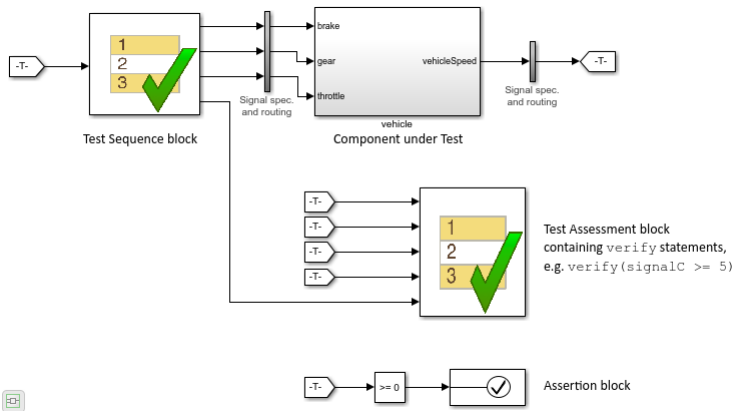 1
2
3
-T-
brake
gear
throttle
vehicleSpeed
-T-
Signal spec.
and routing
Signal spec.
and routing
vehicle
Test Sequence block
Component under Test
-T-
-T-
-T-
-T-
1
2
3
Test Assessment block
containing verify statements,
e.g. verify(signalC >= 5)
-T-
>= 0
Assertion block